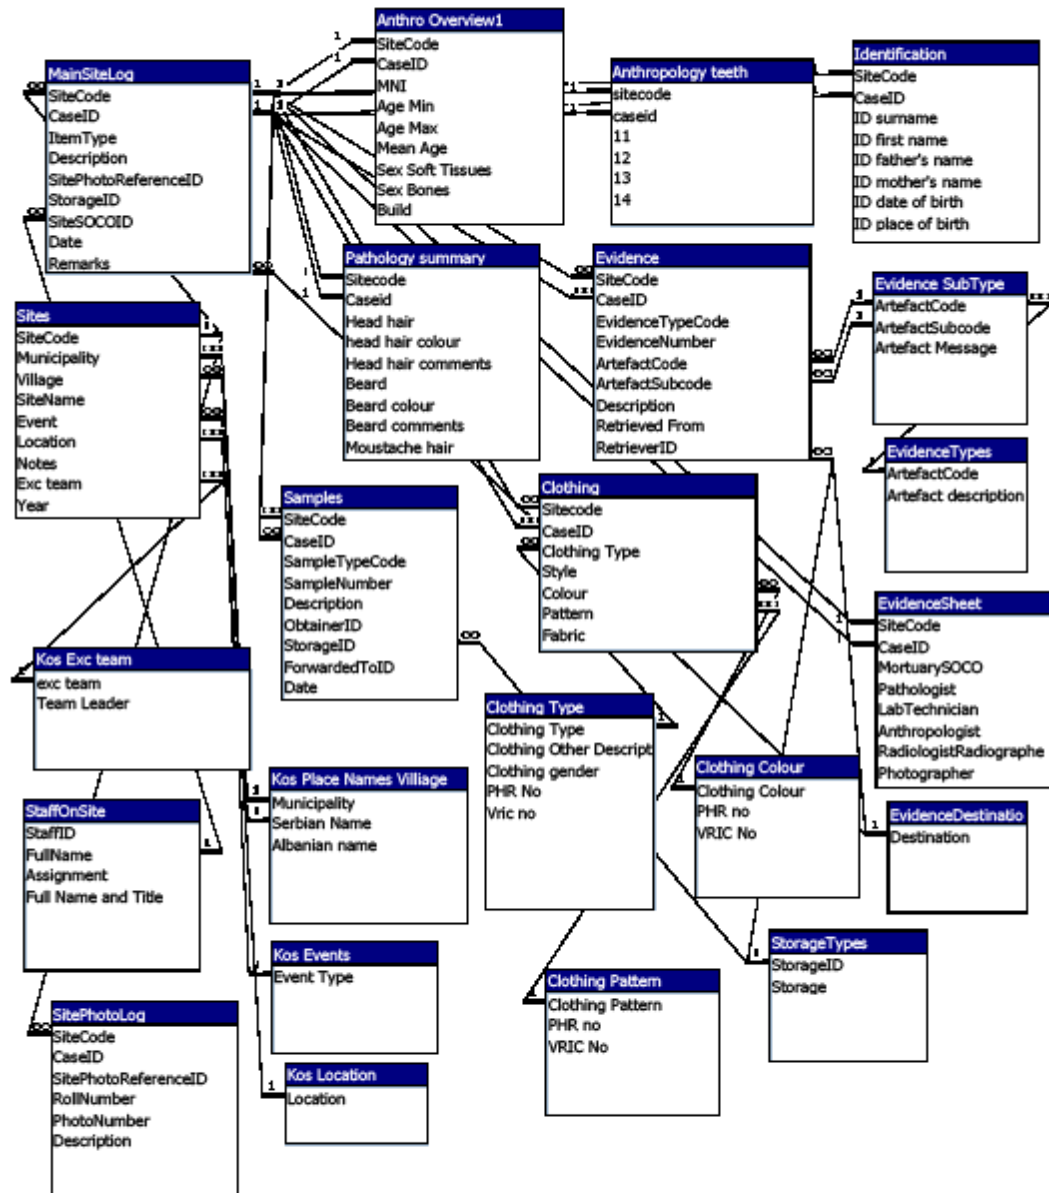 Anthro Overview1
SiteCode
CaseID
MNI
Age Min
Age Max
Mean Age
Sex Soft Tissues
Sex Bones
Build
MainSiteLog
SiteCode
CaseID
ItemType
Description
SitePhotoReferenceID
StorageID
SiteSOCOID
Date
Remarks
Anthropology teeth
sitecode
caseid
11
12
13
14
Identification
SiteCode
CaseID
ID surname
ID first name
ID father's name
ID mother's name
ID date of birth
ID place of birth
Pathology summary
Sitecode
Caseid
Head hair
head hair colour
Head hair comments
Beard
Beard colour
Beard comments
Moustache hair
Evidence
SiteCode
CaseID
EvidenceTypeCode
EvidenceNumber
ArtefactCode
ArtefactSubcode
Description
Retrieved From
RetrieverID
Evidence SubType
ArtefactCode
ArtefactSubcode
Artefact Message
Sites
SiteCode
Municipality
Village
SiteName
Event
Location
Notes
Exc team
Year
EvidenceTypes
ArtefactCode
Artefact description
Samples
SiteCode
CaseID
SampleTypeCode
SampleNumber
Description
ObtainerID
StorageID
ForwardedToID
Date
Clothing
Sitecode
CaseID
Clothing Type
Style
Colour
Pattern
Fabric
EvidenceSheet
SiteCode
CaseID
MortuarySOCO
Pathologist
LabTechnician
Anthropologist
RadiologistRadiographe
Photographer
Kos Exc team
exc team
Team Leader
Clothing Type
Clothing Type
Clothing Other Descript
Clothing gender
PHR No
Vric no
Clothing Colour
Clothing Colour
PHR no
VRIC No
Kos Place Names Villiage
Municipality
Serbian Name
Albanian name
StaffOnSite
StaffID
FullName
Assignment
Full Name and Title
EvidenceDestinatio
Destination
StorageTypes
StorageID
Storage
Kos Events
Event Type
Clothing Pattern
Clothing Pattern
PHR no
VRIC No
SitePhotoLog
SiteCode
CaseID
SitePhotoReferenceID
RollNumber
PhotoNumber
Description
Kos Location
Location